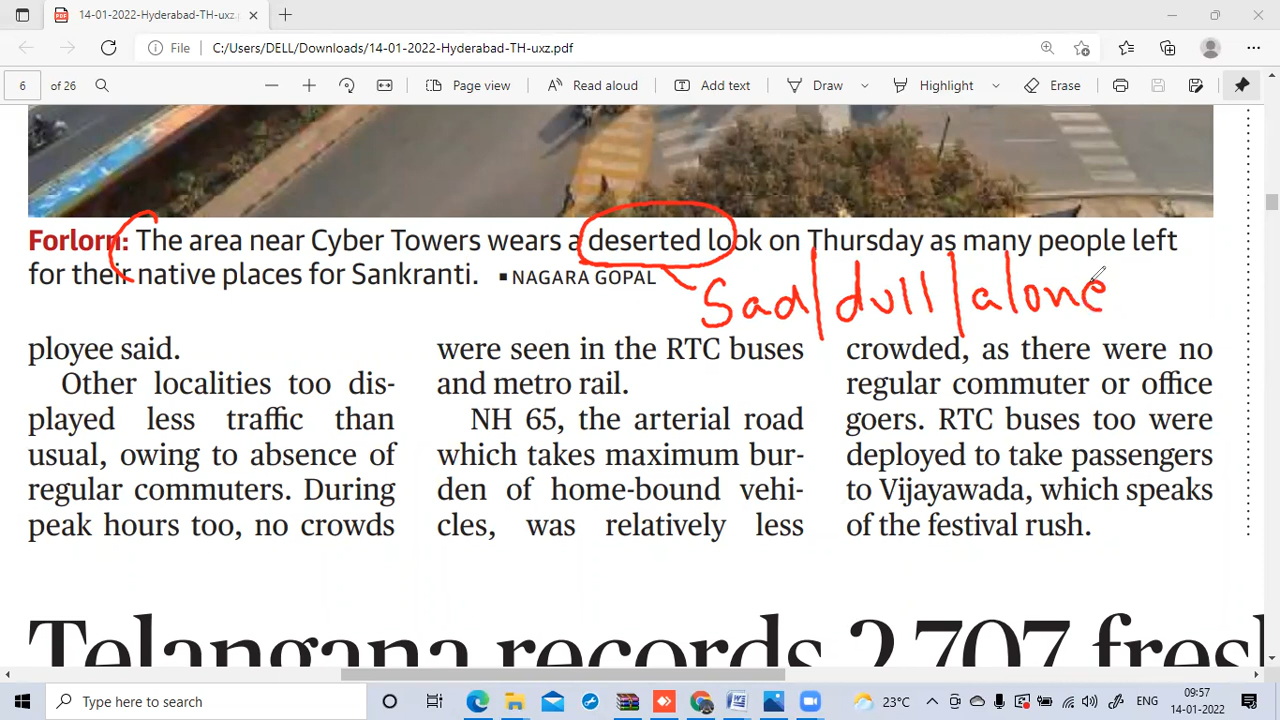 14-01-2022-Hyderabad-TH-uxz.pdf
File C:/Users/DELL/Downloads/14-01-2022-Hyderabad-TH-uxz.pdf
6 of 26 Page view Read aloud Add text Draw Highlight Erase
Forlorn: The area near Cyber Towers wears a deserted look on Thursday as many people left
for their native places for Sankranti. ▪ NAGARA GOPAL
Sad/dull/alone
ployee said.
Other localities too dis-
played less traffic than
usual, owing to absence of
regular commuters. During
peak hours too, no crowds
were seen in the RTC buses
and metro rail.
NH 65, the arterial road
which takes maximum bur-
den of home-bound vehi-
cles, was relatively less
crowded, as there were no
regular commuter or office
goers. RTC buses too were
deployed to take passengers
to Vijayawada, which speaks
of the festival rush.
Telangana records 2,707 fresh
Type here to search 23°C ENG 09:57
14-01-2022